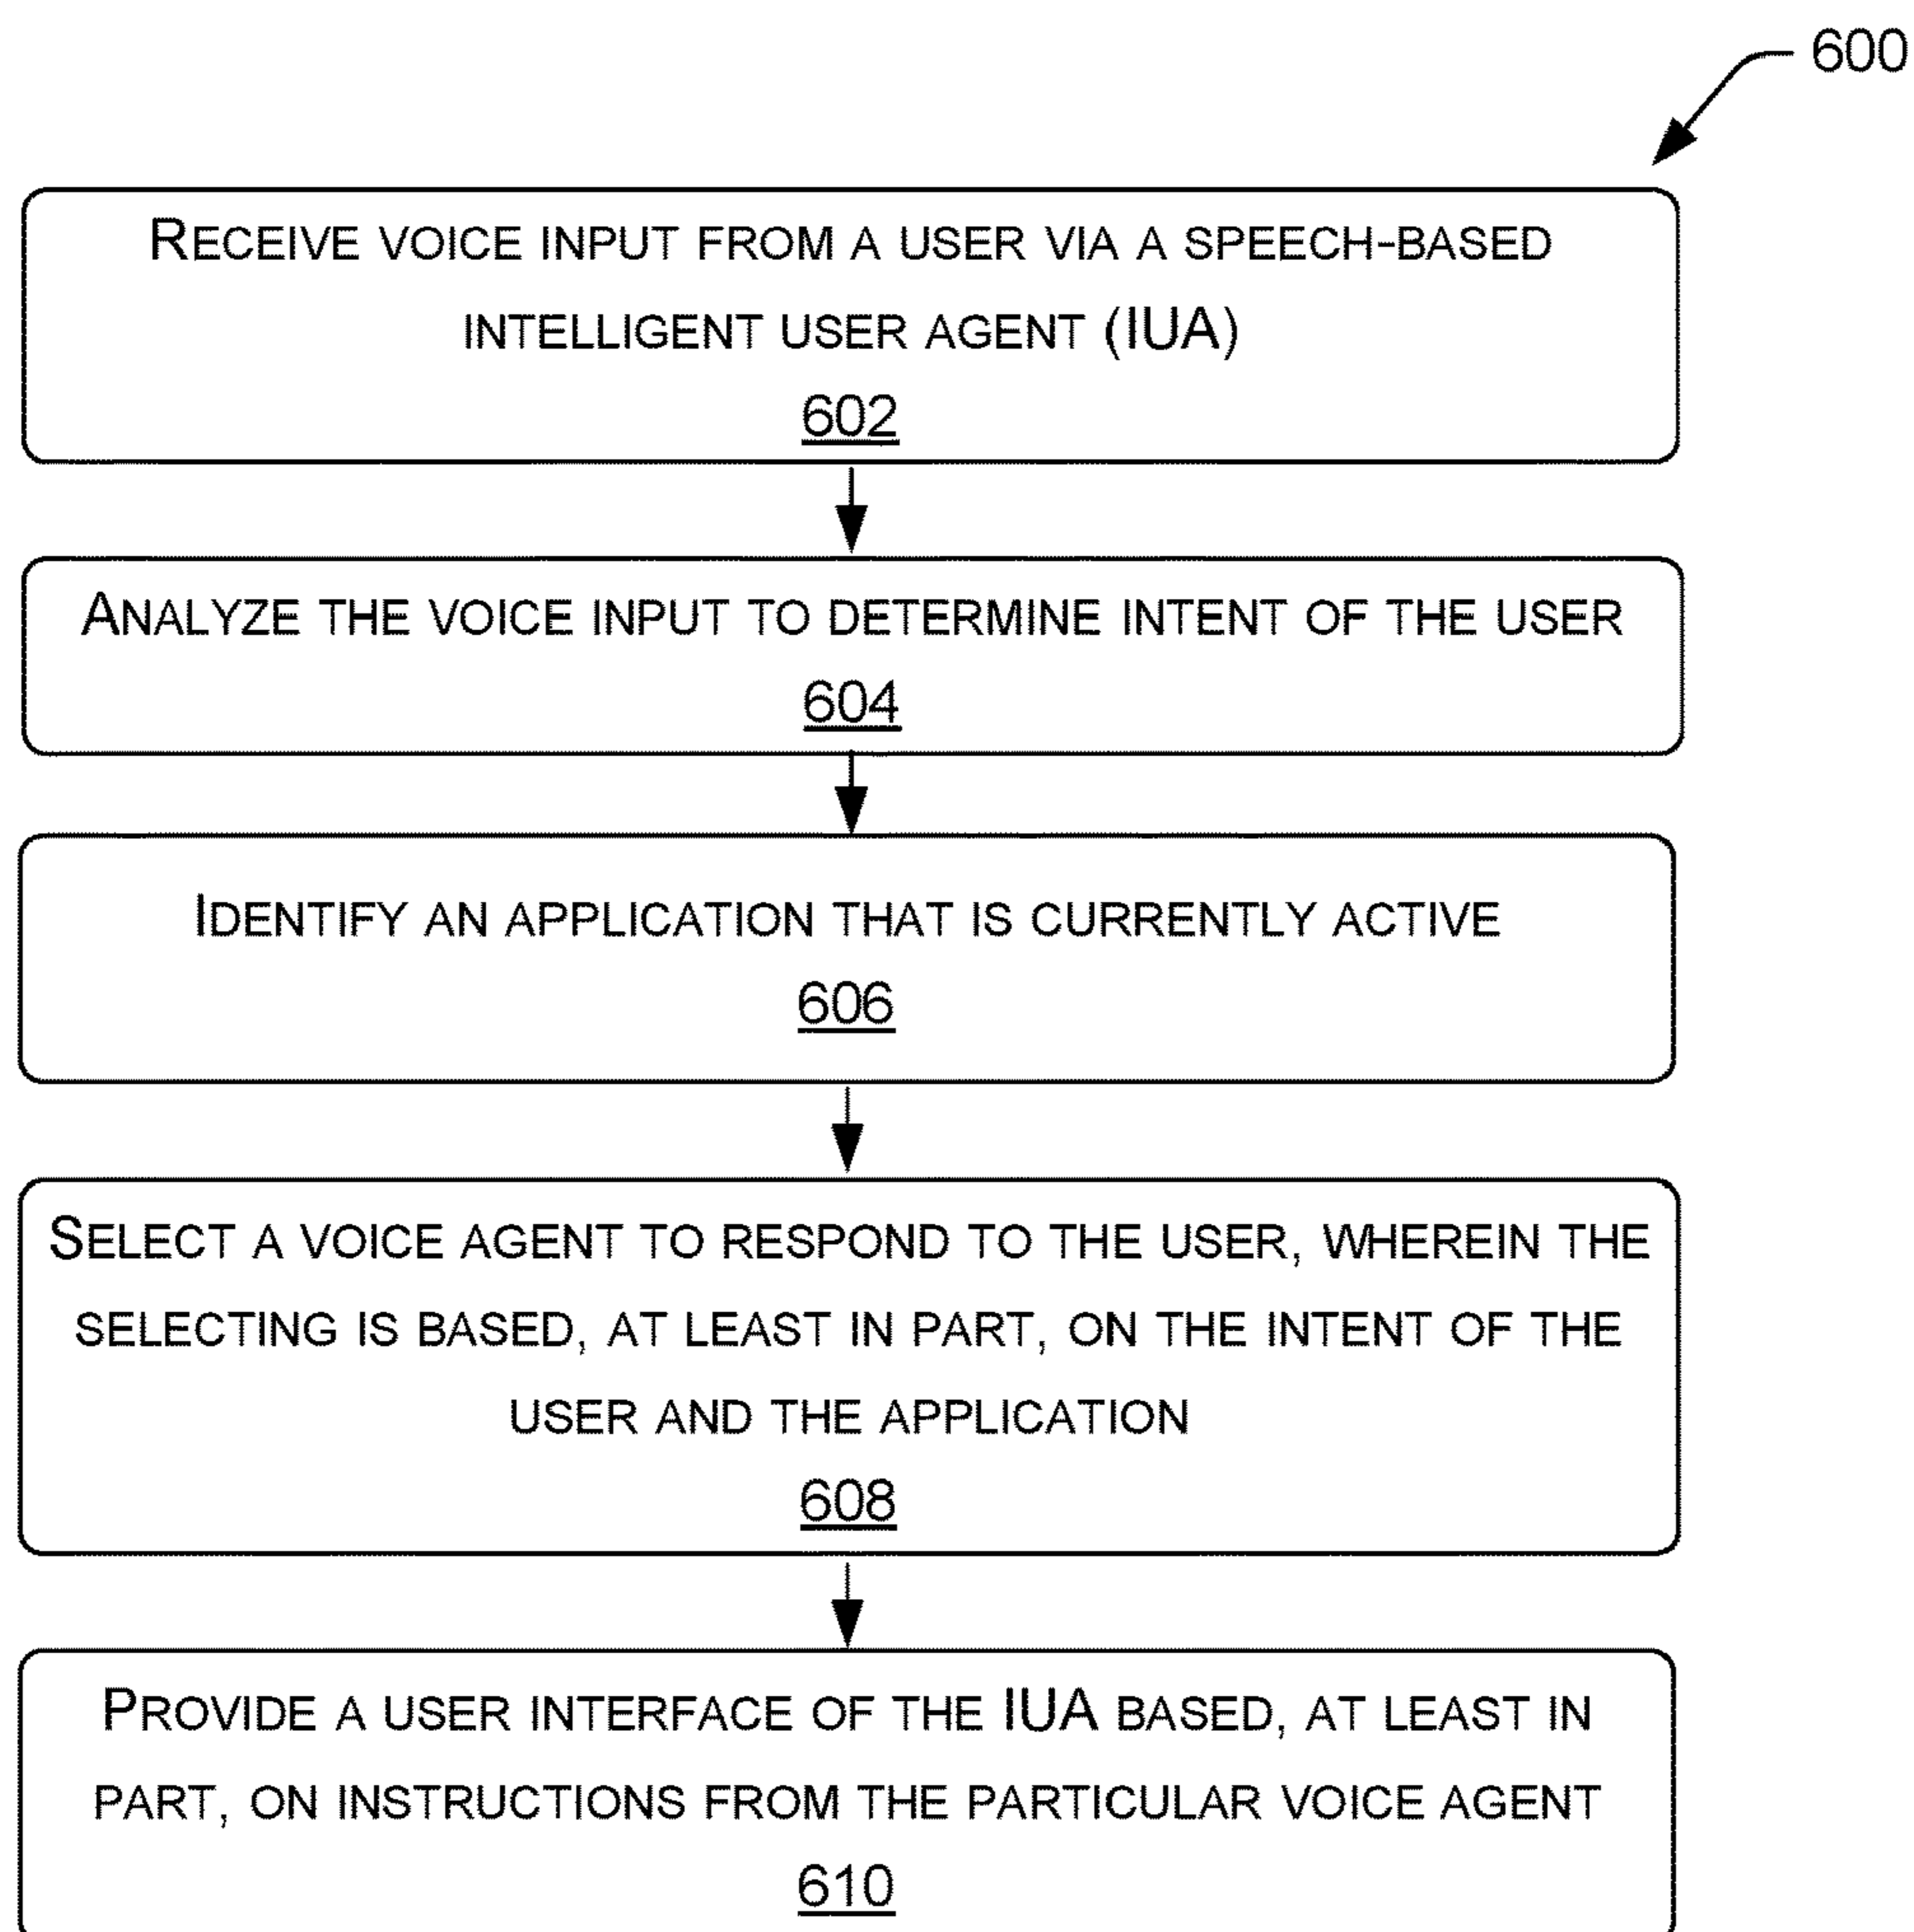 600
RECEIVE VOICE INPUT FROM A USER VIA A SPEECH-BASED
INTELLIGENT USER AGENT (IUA)
602
ANALYZE THE VOICE INPUT TO DETERMINE INTENT OF THE USER
604
IDENTIFY AN APPLICATION THAT IS CURRENTLY ACTIVE
606
SELECT A VOICE AGENT TO RESPOND TO THE USER, WHEREIN THE
SELECTING IS BASED, AT LEAST IN PART, ON THE INTENT OF THE
USER AND THE APPLICATION
608
PROVIDE A USER INTERFACE OF THE IUA BASED, AT LEAST IN
PART, ON INSTRUCTIONS FROM THE PARTICULAR VOICE AGENT
610